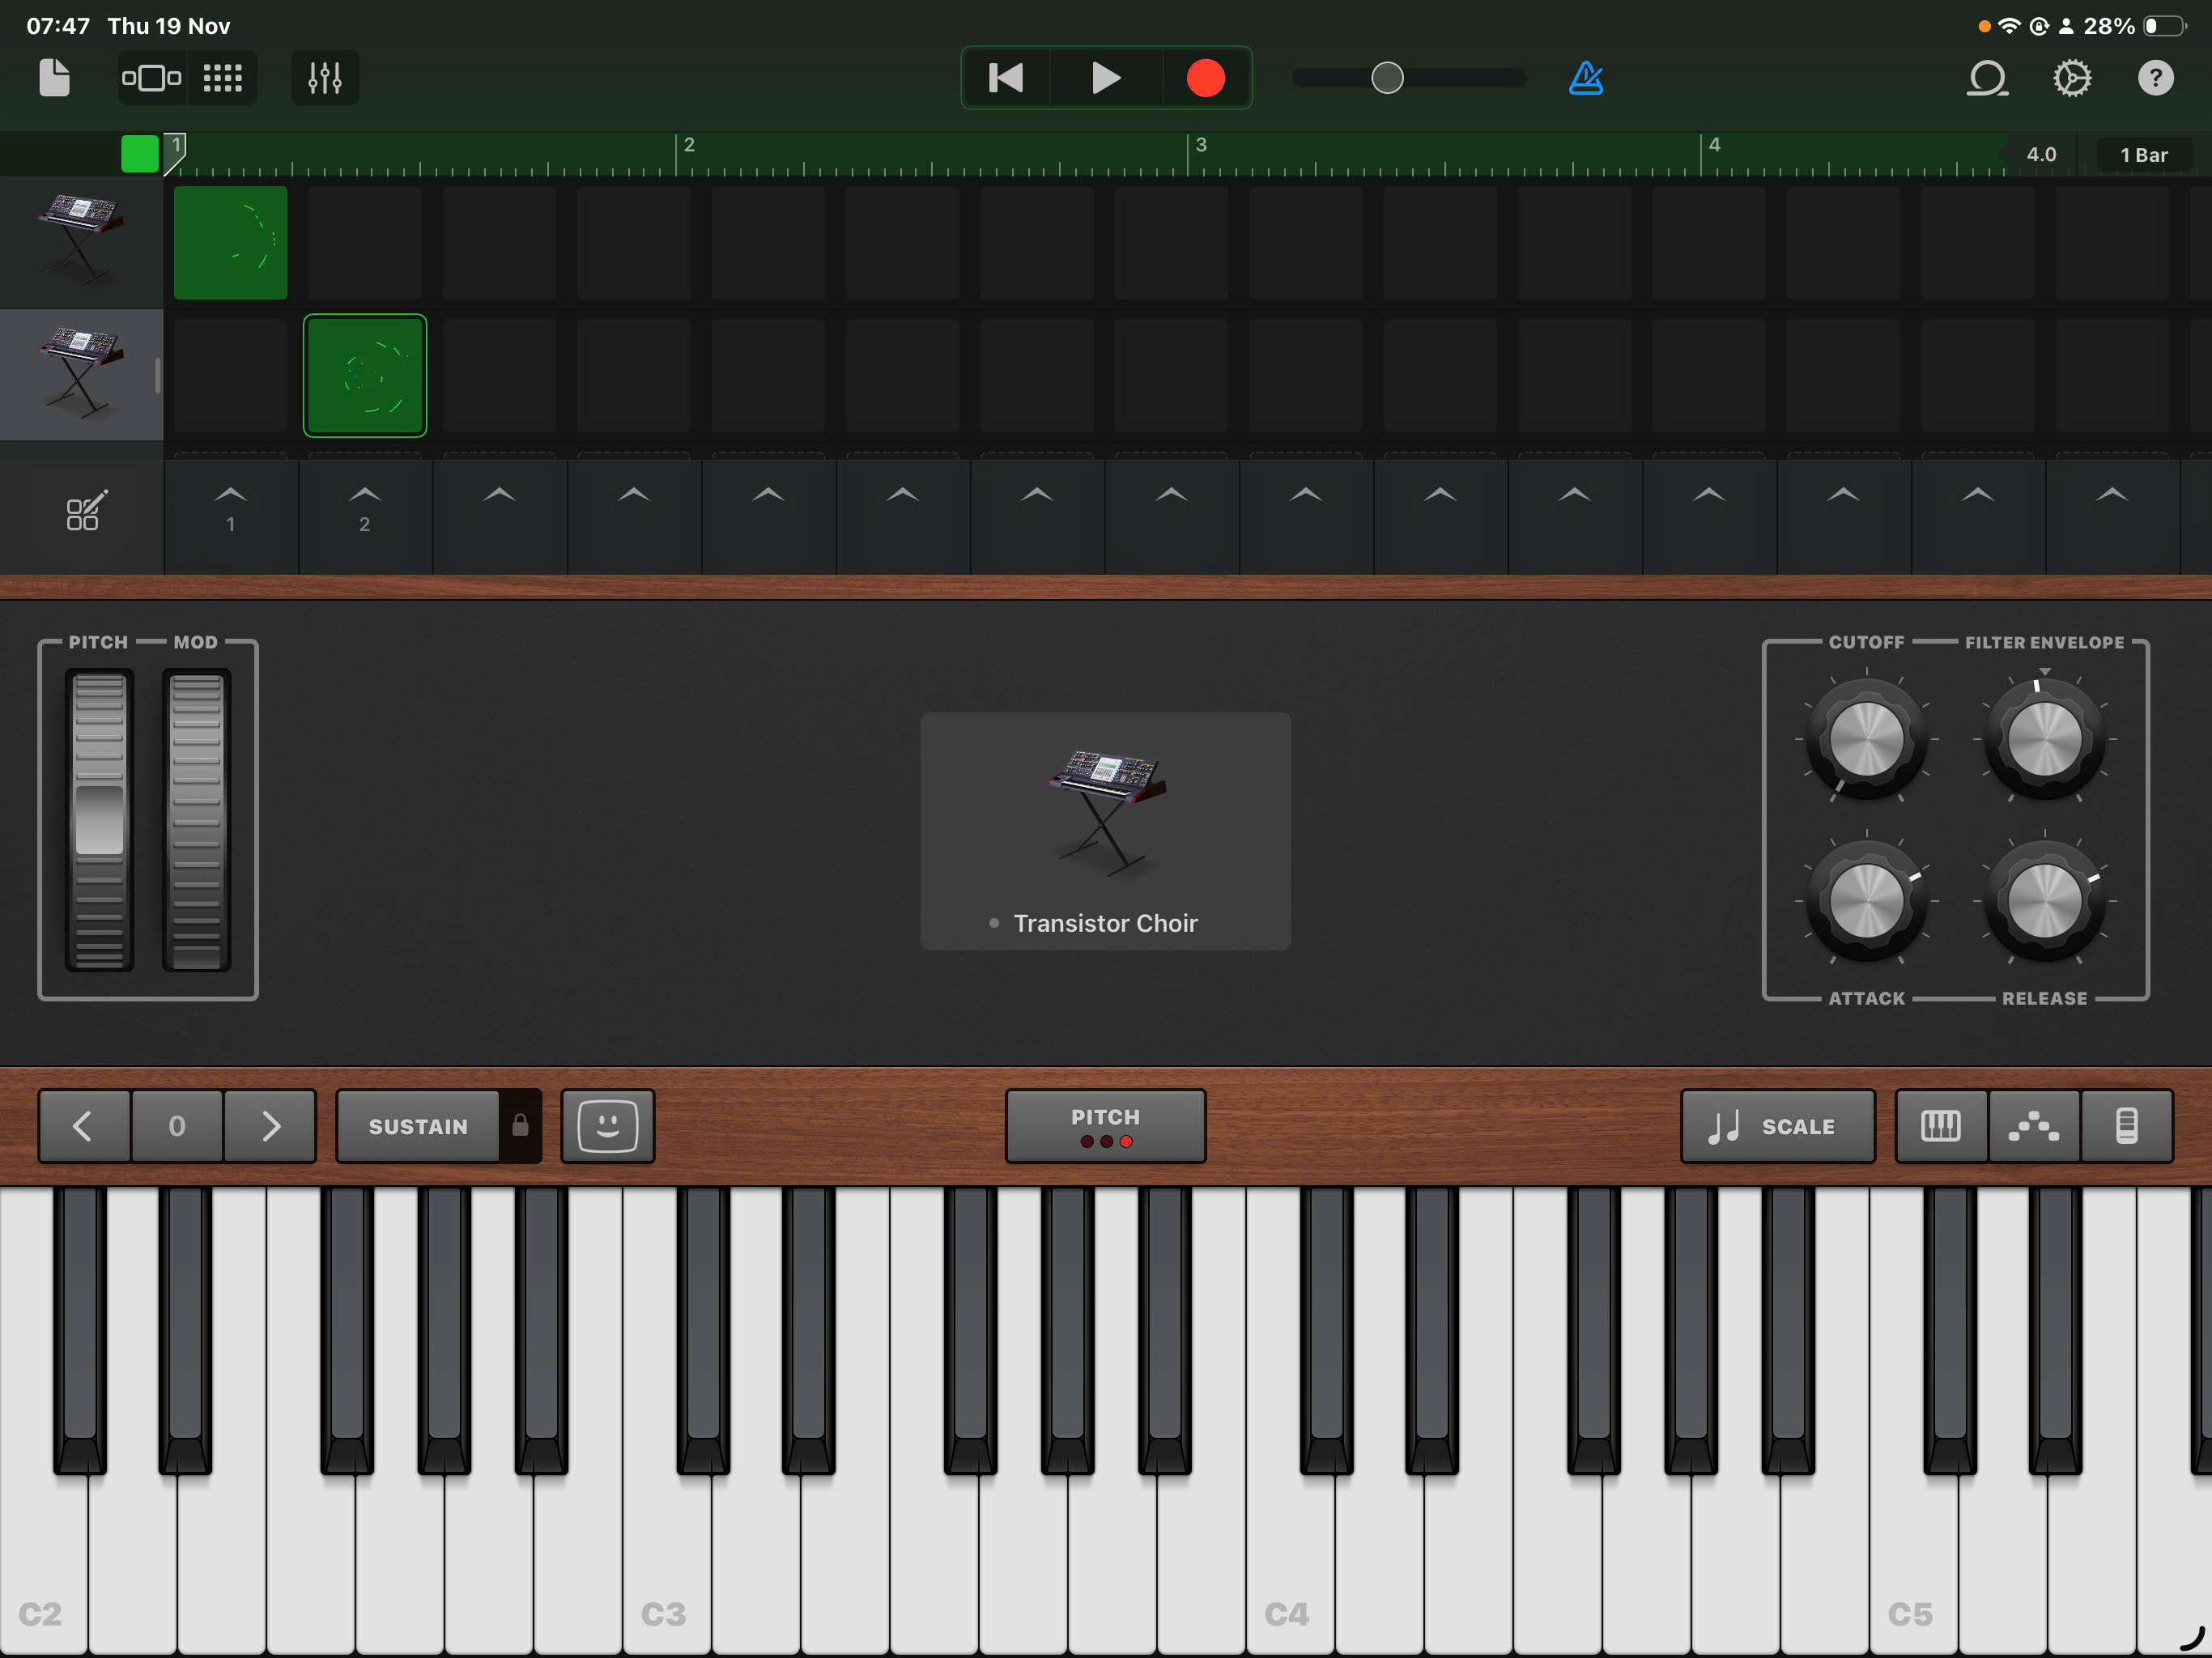 07:47 Thu 19 Nov
28%
1 2 3 4 4.0 1 Bar
1 2
PITCH MOD
CUTOFF FILTER ENVELOPE
Transistor Choir
ATTACK RELEASE
0 SUSTAIN PITCH SCALE
C2 C3 C4 C5